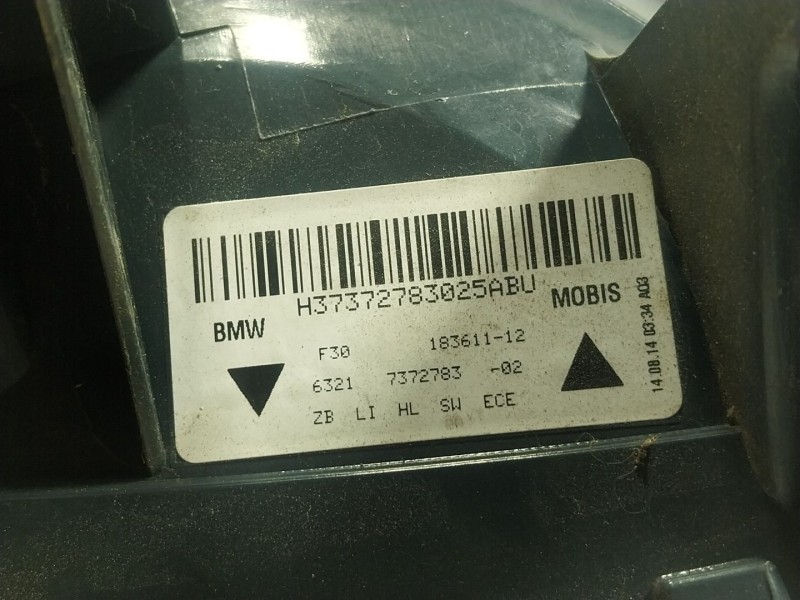 H37372783025ABU
BMW
MOBIS
F30 183611-12
6321 7372783 -02
ZB LI HL SW ECE
14.08.14 03:34 A03